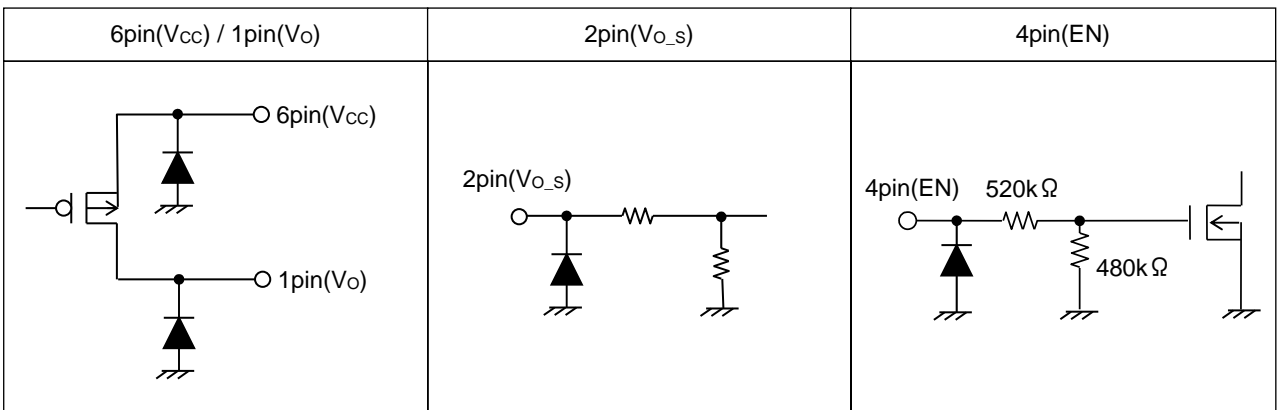 6pin(VCC) / 1pin(VO)
2pin(VO_S)
4pin(EN)
6pin(VCC)
1pin(VO)
2pin(VO_S)
4pin(EN) 520kΩ
480kΩ